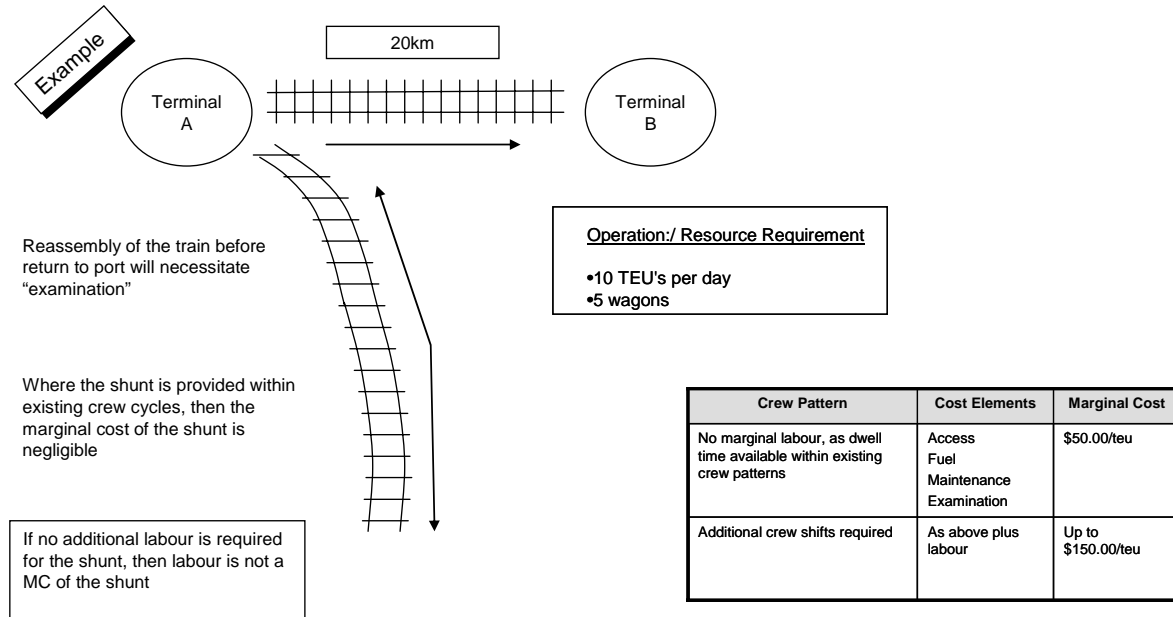 Example
20km
Terminal
A
Terminal
B
Reassembly of the train before
return to port will necessitate
“examination”
Operation:/ Resource Requirement
•10 TEU's per day
•5 wagons
Where the shunt is provided within
existing crew cycles, then the
marginal cost of the shunt is
negligible
If no additional labour is required
for the shunt, then labour is not a
MC of the shunt
Crew Pattern Cost Elements Marginal Cost
No marginal labour, as dwell
time available within existing
crew patterns
Access
Fuel
Maintenance
Examination
$50.00/teu
Additional crew shifts required
As above plus
labour
Up to
$150.00/teu